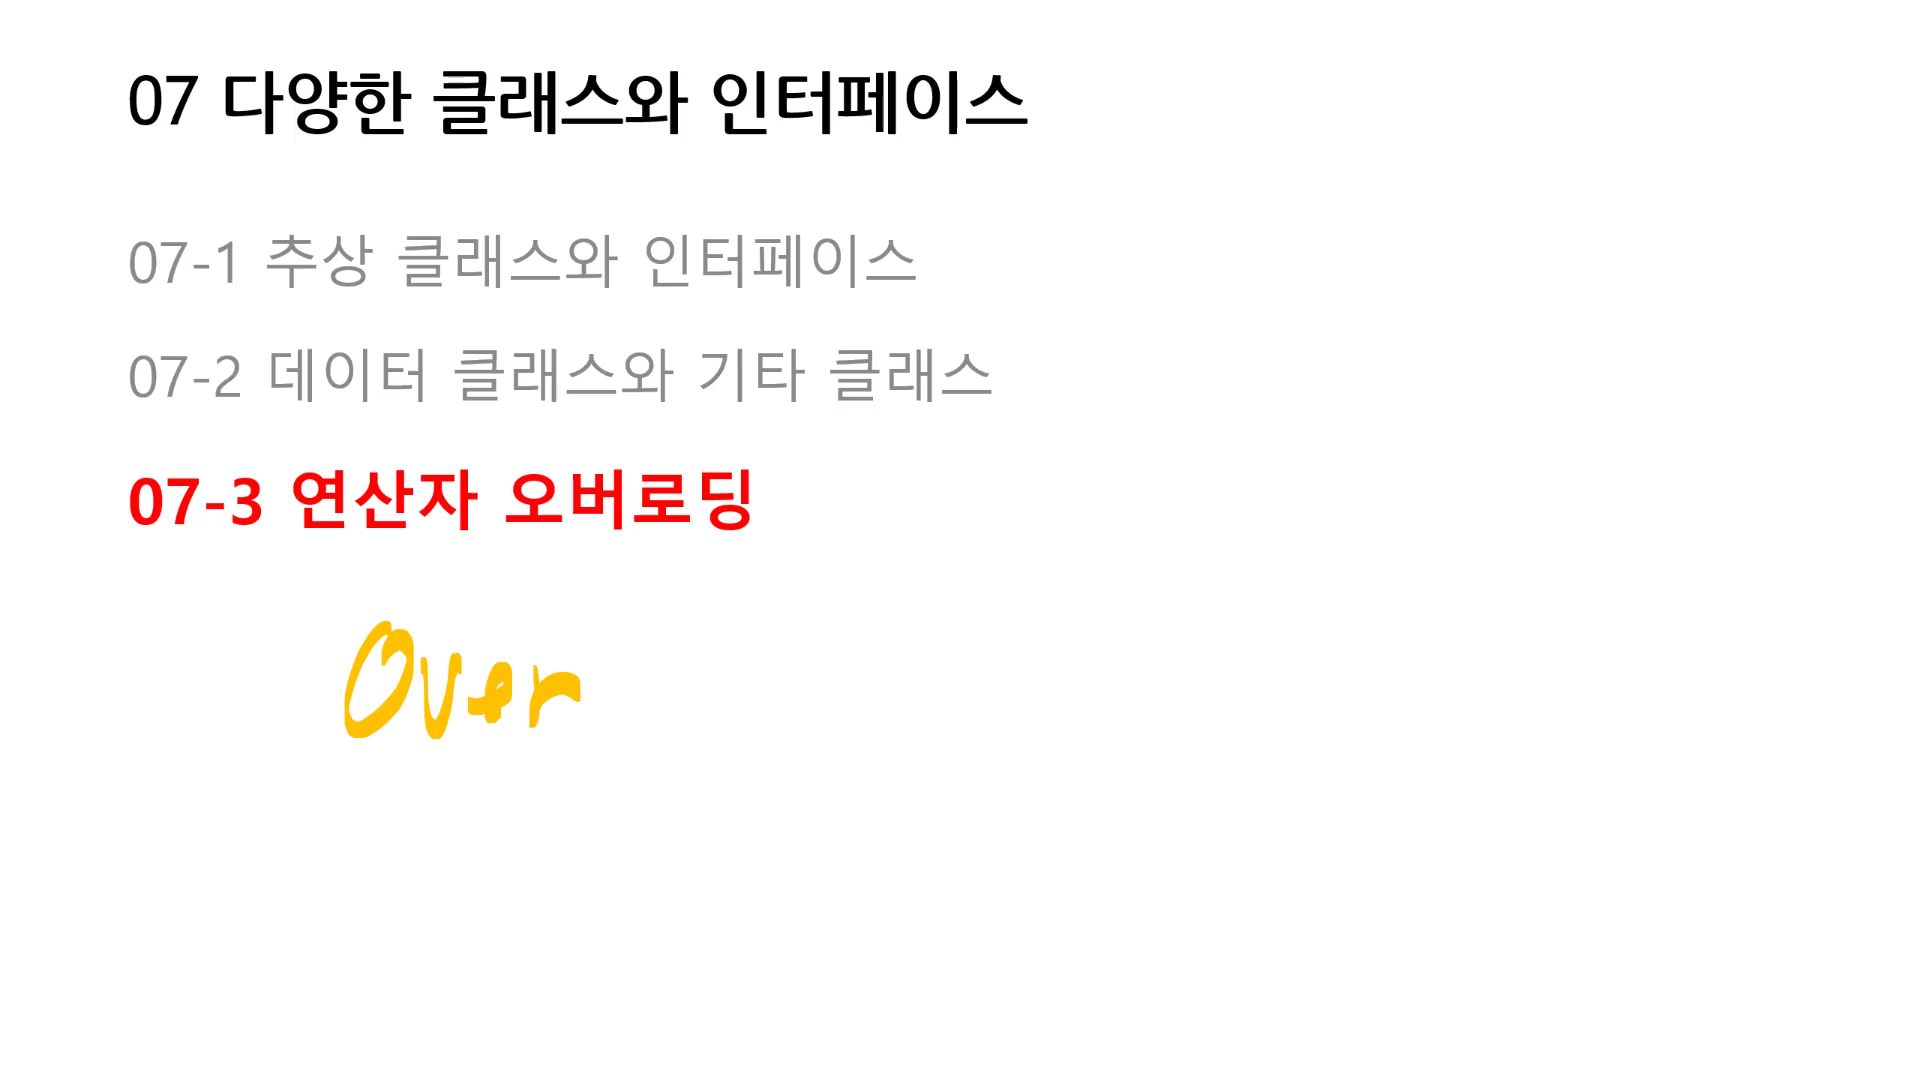 07 다양한 클래스와 인터페이스
07-1 추상 클래스와 인터페이스
07-2 데이터 클래스와 기타 클래스
07-3 연산자 오버로딩
Over